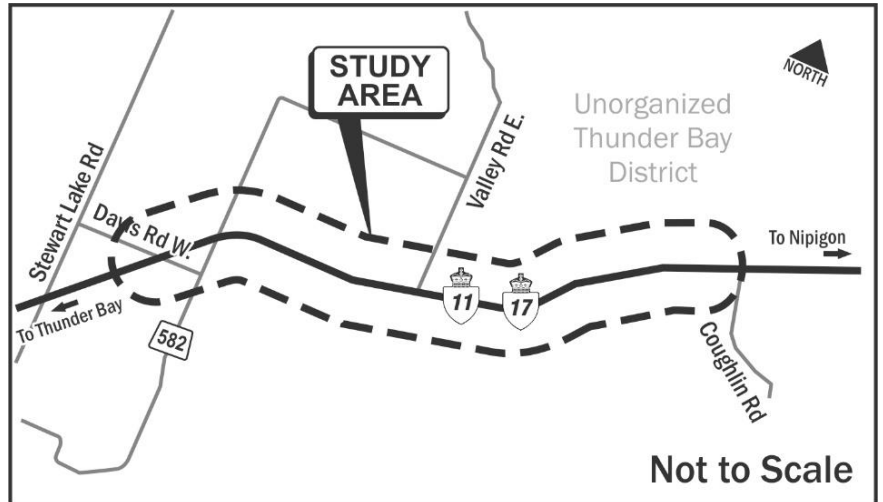 STUDY
AREA
NORTH
Unorganized
Thunder Bay
District
Stewart Lake Rd
Valley Rd E.
Davis Rd W.
To Nipigon
11
17
To Thunder Bay
582
Coughlin Rd
Not to Scale